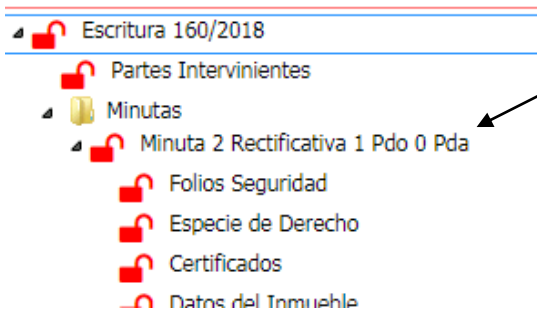 Escritura 160/2018
Partes Intervinientes
Minutas
Minuta 2 Rectificativa 1 Pdo 0 Pda
Folios Seguridad
Especie de Derecho
Certificados
Datos del Inmueble